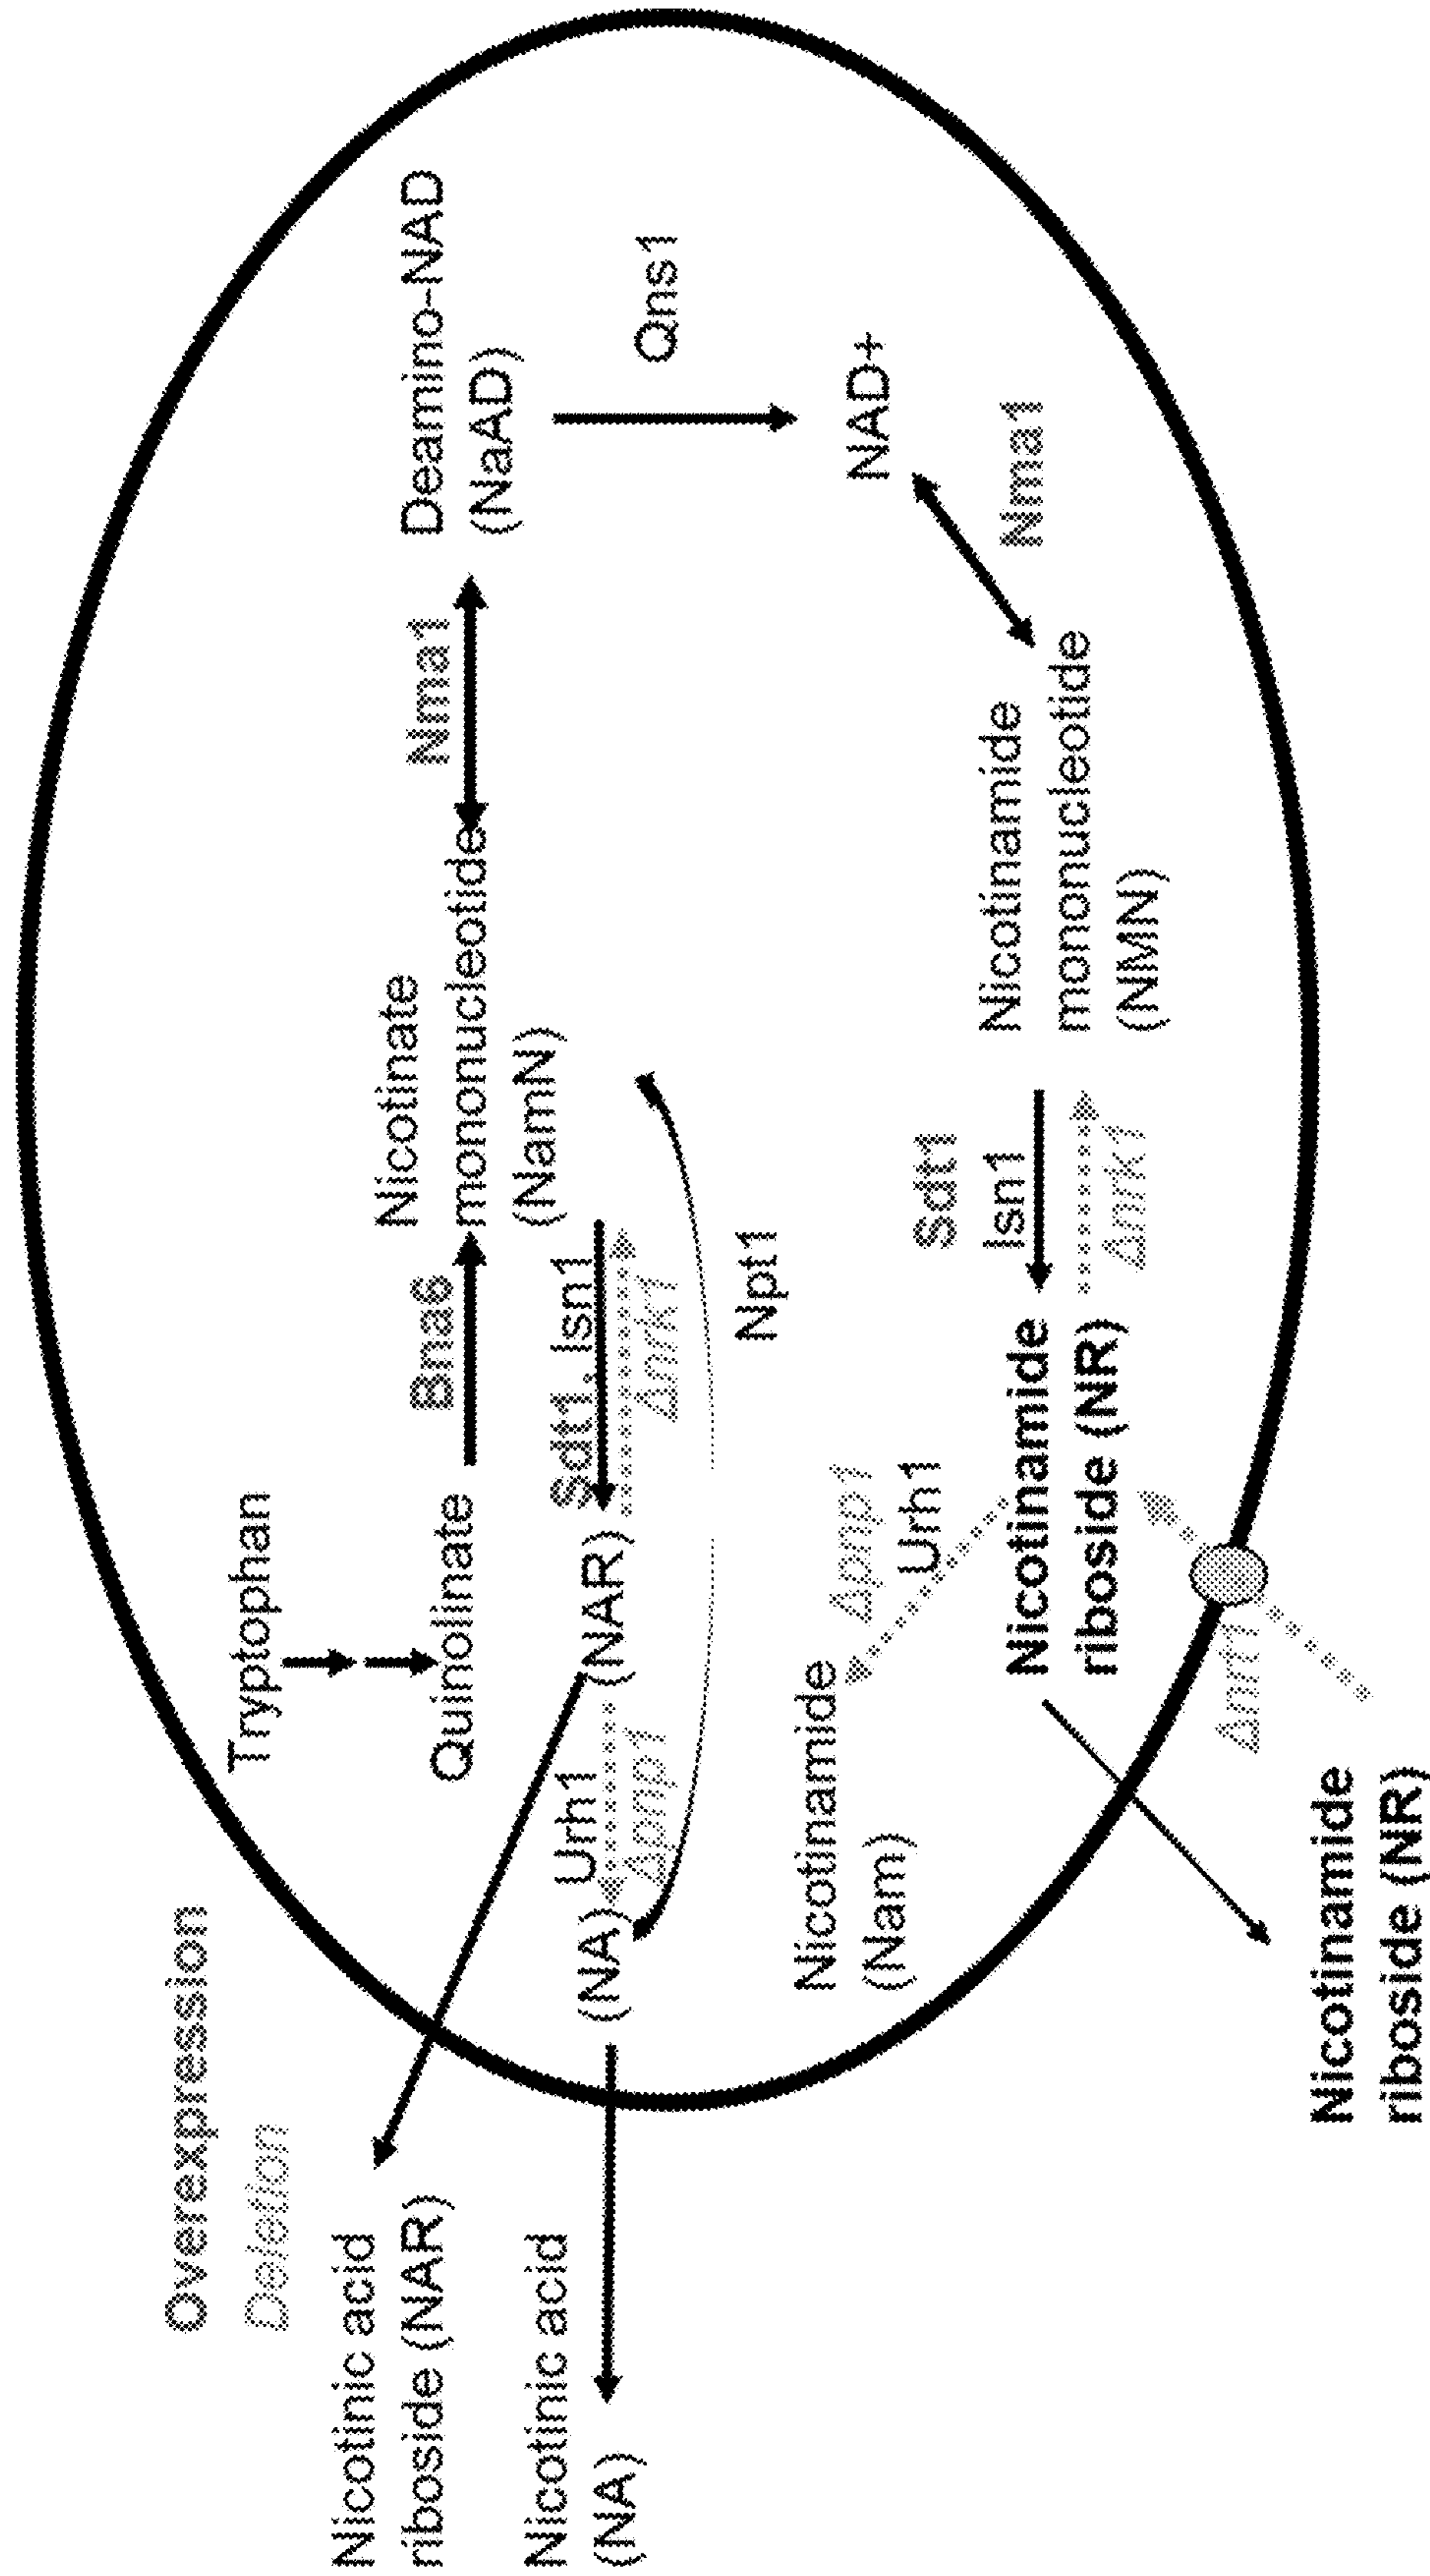 Overexpression
Deletion
Nicotinic acid
riboside (NAR)
Nicotinic acid
(NA)
Tryptophan
Quinolinate
Bna6
Nicotinate
mononucleotide
(NamN)
Nma1
Deamino-NAD
(NaAD)
Qns1
NAD+
Nma1
Nicotinamide
mononucleotide
(NMN)
Sdt1, Isn1
Δnrk1
(NAR)
Urh1
Δpnp1
(NA)
Npt1
Sdt1
Isn1
Δnrk1
Δpnp1
Urh1
Nicotinamide
(Nam)
Nicotinamide
riboside (NR)
Δnrt1
Nicotinamide
riboside (NR)